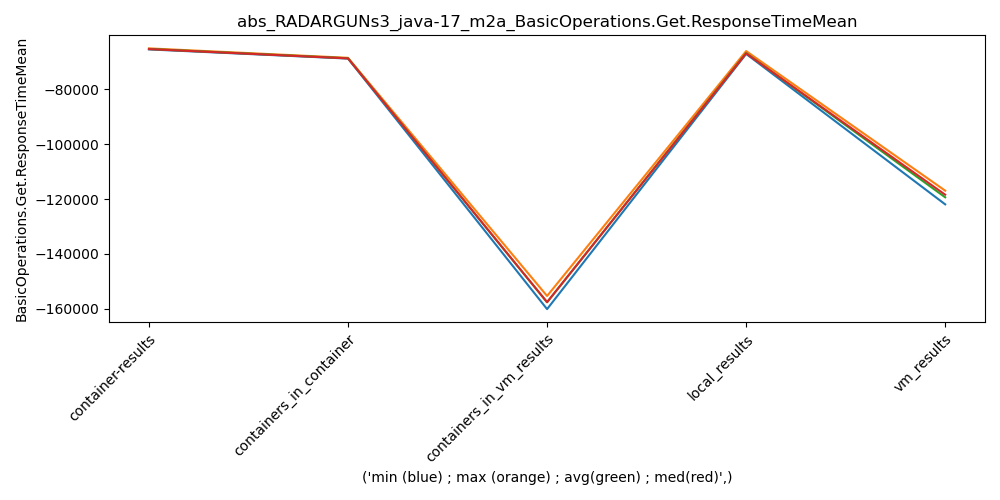 abs_RADARGUNs3_java-17_m2a_BasicOperations.Get.ResponseTimeMean
BasicOperations.Get.ResponseTimeMean
−80000
−100000
−120000
−140000
−160000
container-results
containers_in_container
containers_in_vm_results
local_results
vm_results
('min (blue) ; max (orange) ; avg(green) ; med(red)',)